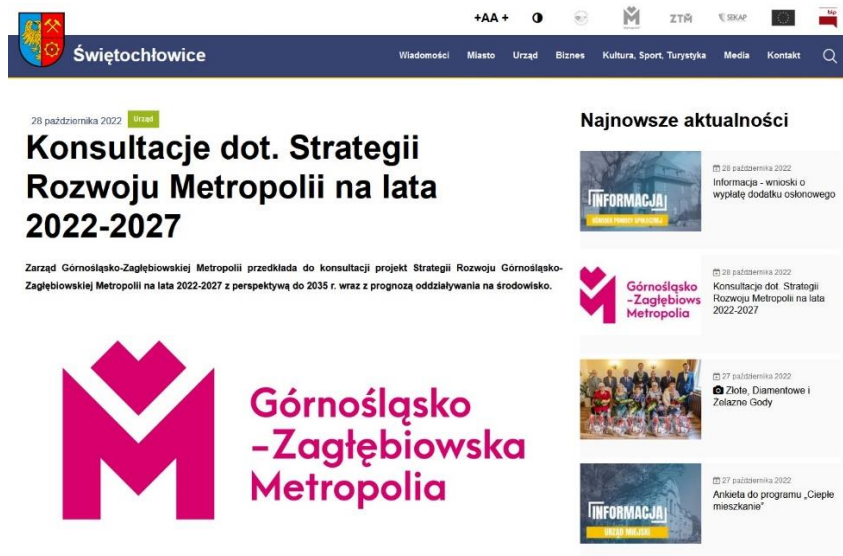 +AA +
ZTM
SEKAP
bip
Świętochłowice
Wiadomości Miasto Urząd Biznes Kultura, Sport, Turystyka Media Kontakt
28 października 2022 Urząd
Konsultacje dot. Strategii
Rozwoju Metropolii na lata
2022-2027
Zarząd Górnośląsko-Zagłębiowskiej Metropolii przedkłada do konsultacji projekt Strategii Rozwoju Górnośląsko-
Zagłębiowskiej Metropolii na lata 2022-2027 z perspektywą do 2035 r. wraz z prognozą oddziaływania na środowisko.
Górnośląsko
-Zagłębiowska
Metropolia
Najnowsze aktualności
INFORMACJA
OŚRODEK POMOCY SPOŁECZNEJ
28 października 2022
Informacja - wnioski o
wypłatę dodatku osłonowego
Górnośląsko
-Zagłębiows
Metropolia
28 października 2022
Konsultacje dot. Strategii
Rozwoju Metropolii na lata
2022-2027
27 października 2022
Złote, Diamentowe i
Żelazne Gody
INFORMACJA
URZĄD MIEJSKI
27 października 2022
Ankieta do programu „Ciepłe
mieszkanie”